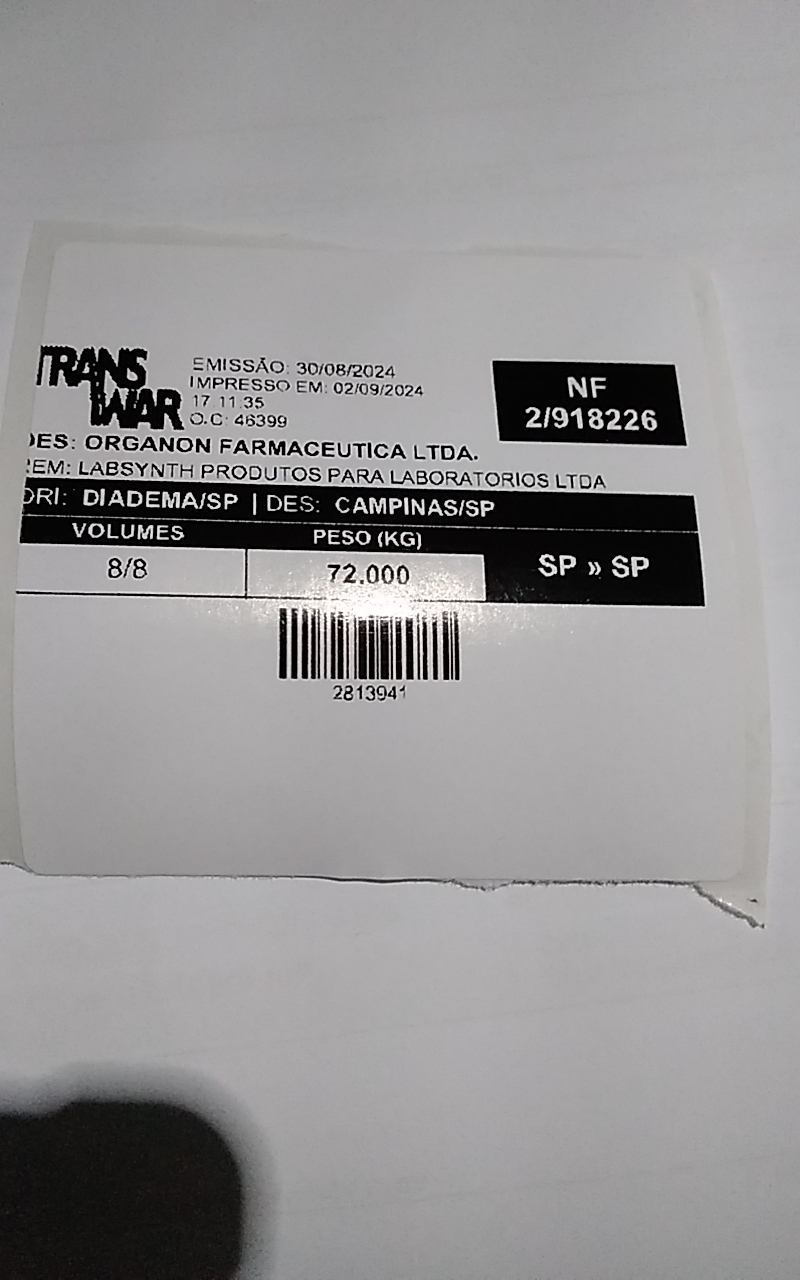 TRANS
WAR
EMISSÃO: 30/08/2024
IMPRESSO EM: 02/09/2024
17:11:35
O.C: 46399
NF
2/918226
DES: ORGANON FARMACEUTICA LTDA.
REM: LABSYNTH PRODUTOS PARA LABORATORIOS LTDA
ORI: DIADEMA/SP | DES: CAMPINAS/SP
VOLUMES PESO (KG)
8/8 72.000 SP » SP
2813941